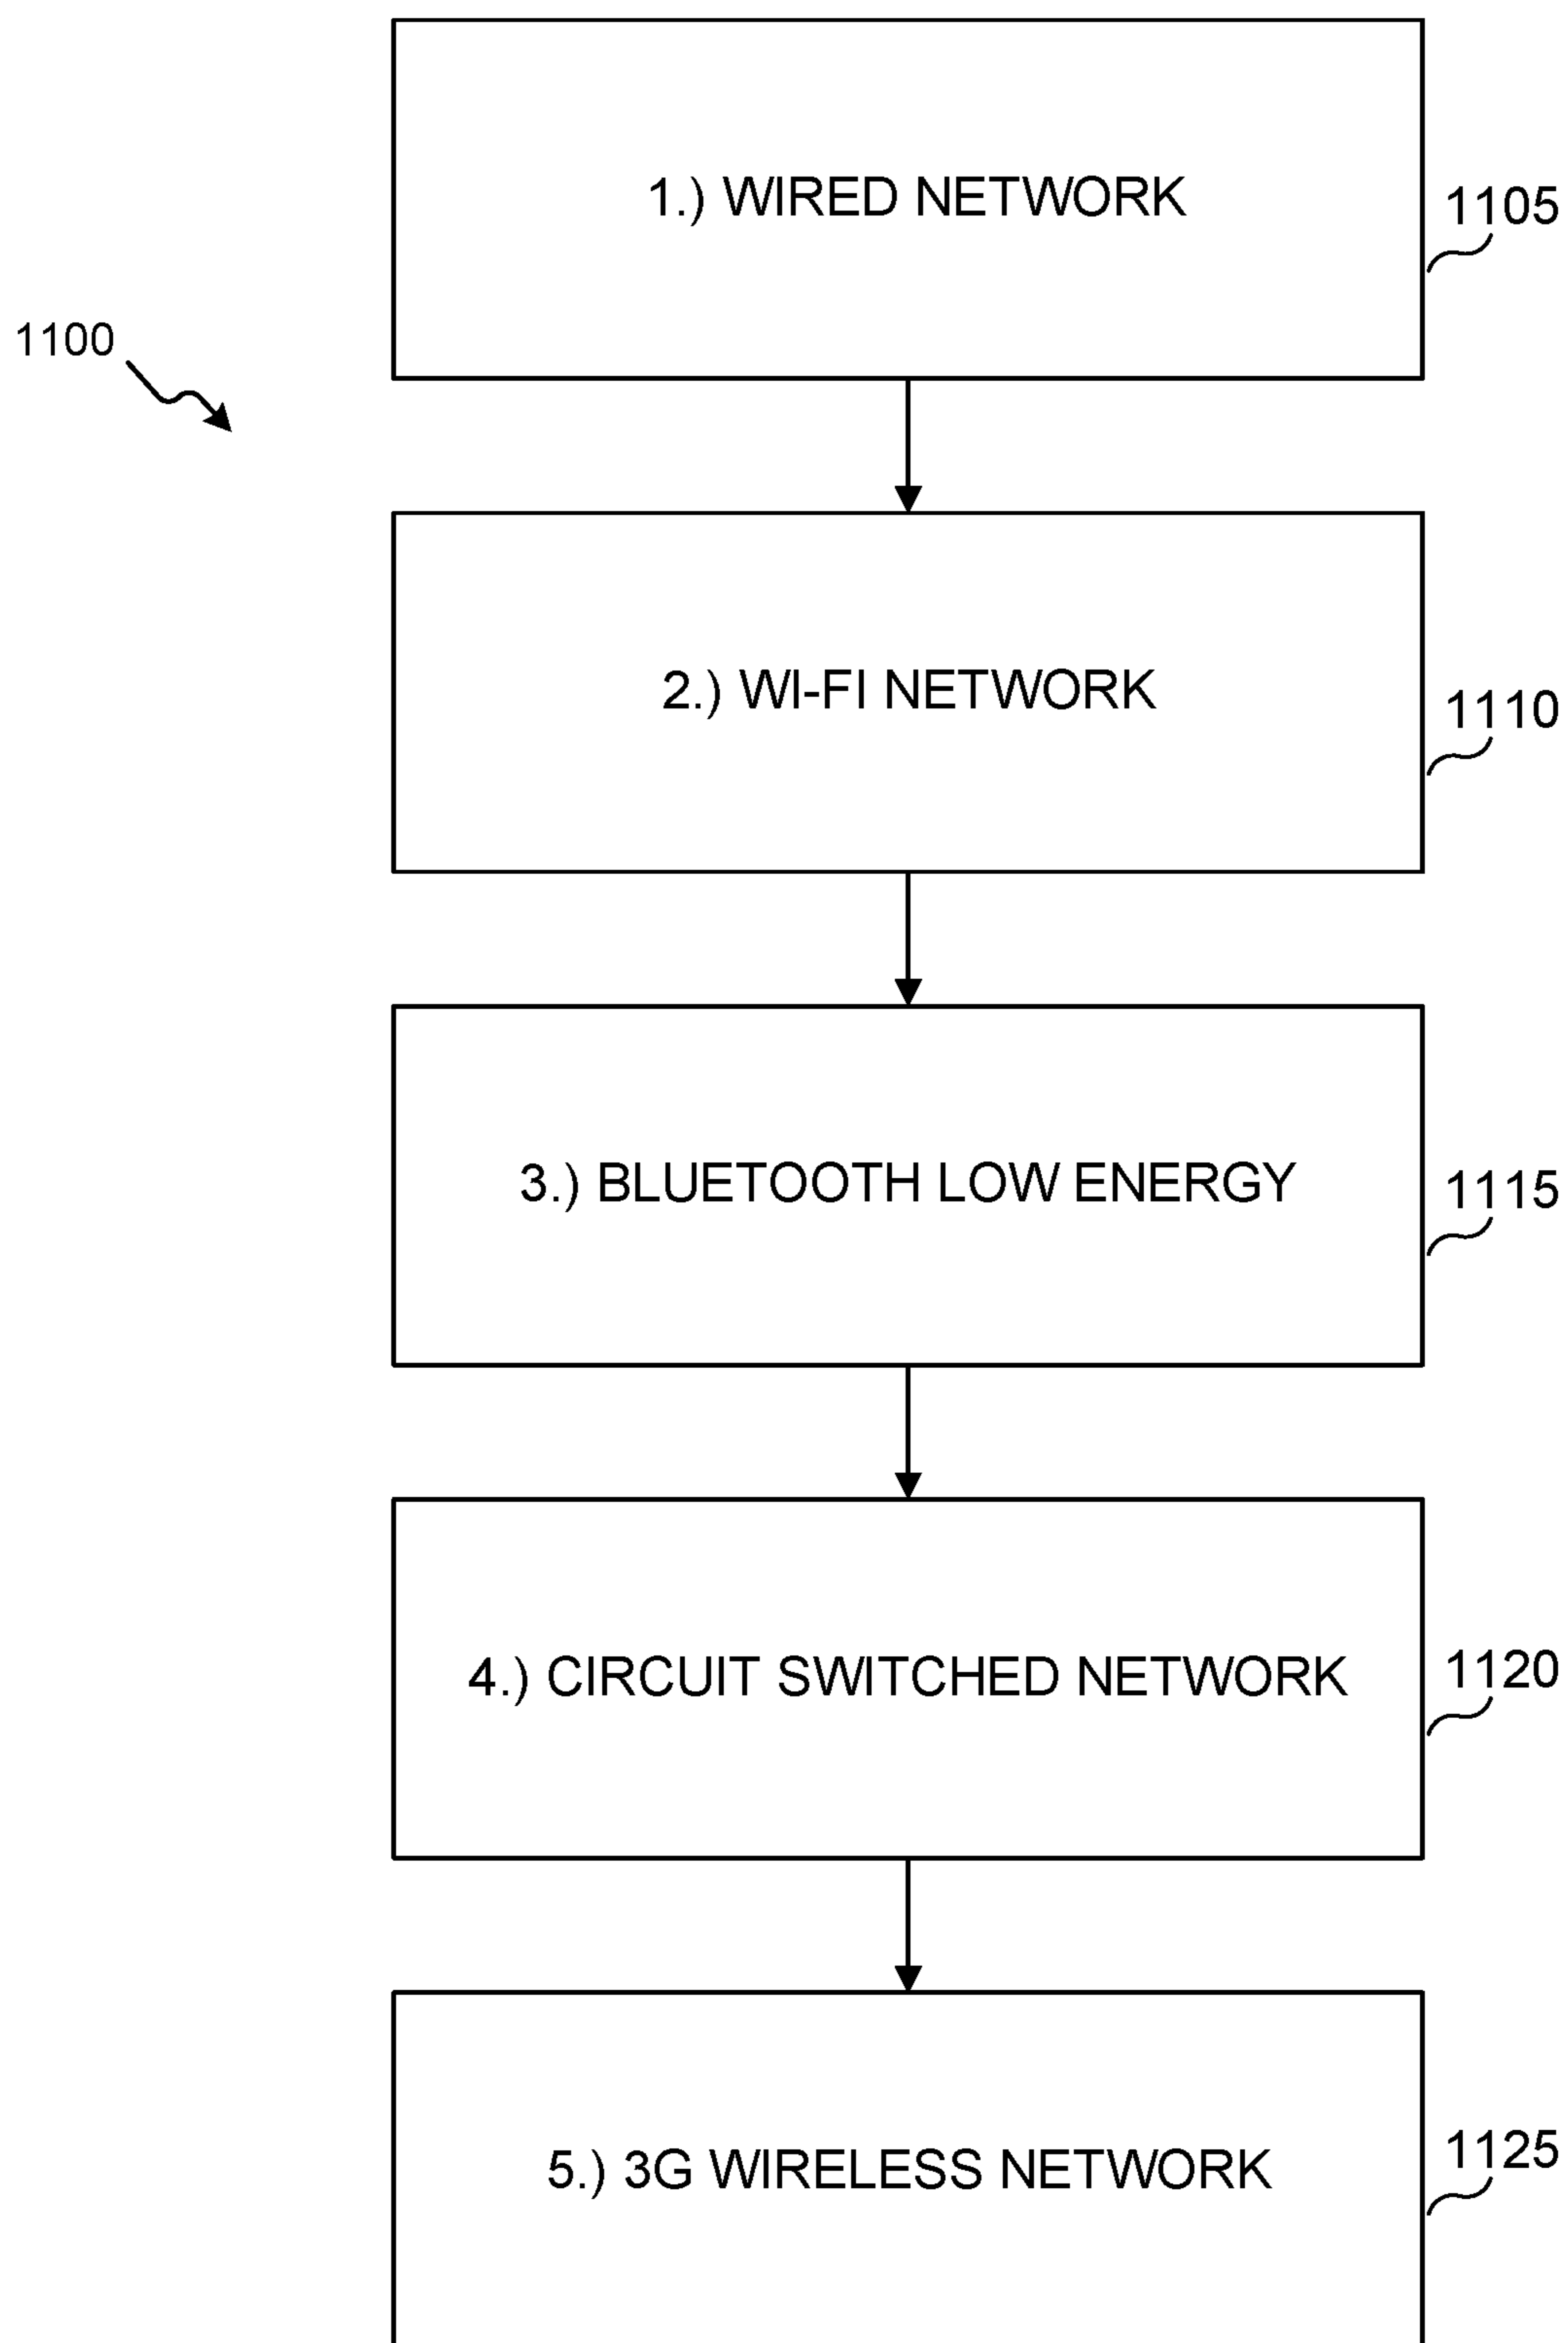 1.) WIRED NETWORK
1105
1100
2.) WI-FI NETWORK
1110
3.) BLUETOOTH LOW ENERGY
1115
4.) CIRCUIT SWITCHED NETWORK
1120
5.) 3G WIRELESS NETWORK
1125